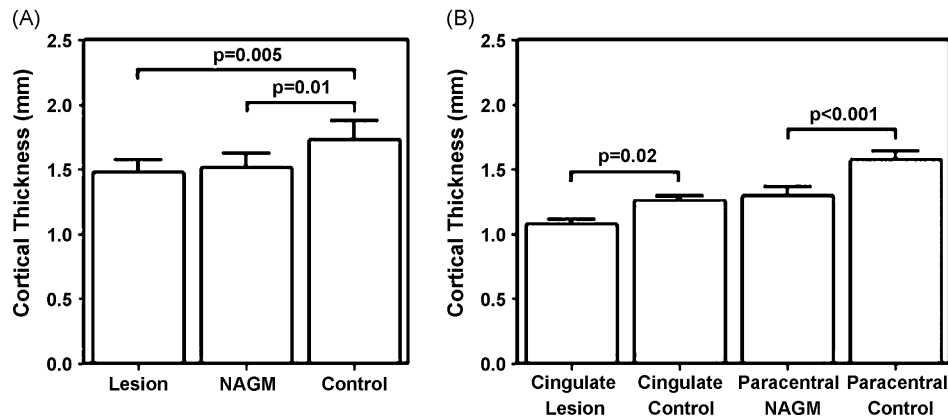 (A)
Cortical Thickness (mm)
2.5
2.0
1.5
1.0
0.5
0.0
p=0.005
p=0.01
Lesion NAGM Control
(B)
Cortical Thickness (mm)
2.5
2.0
1.5
1.0
0.5
0.0
p<0.001
p=0.02
Cingulate Cingulate Paracentral Paracentral
Lesion Control NAGM Control